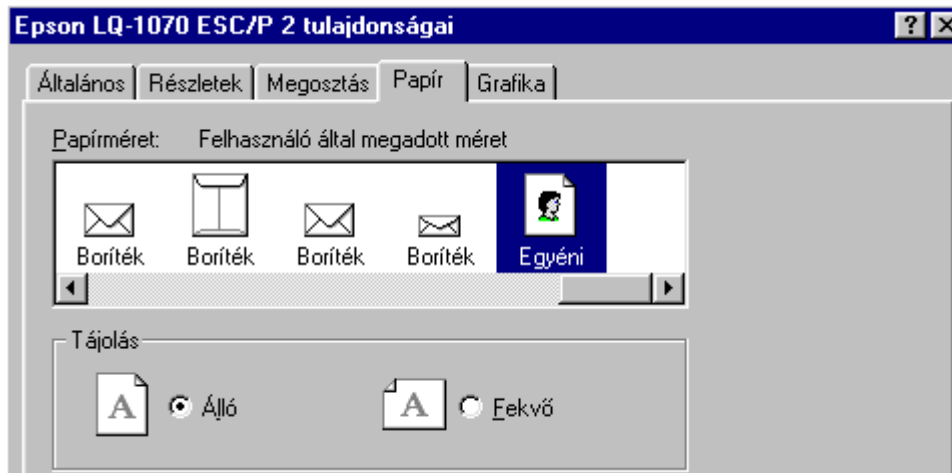 Epson LQ-1070 ESC/P 2 tulajdonságai
Általános Részletek Megosztás Papír Grafika
Papírméret: Felhasználó által megadott méret
Boríték Boríték Boríték Boríték Egyéni
Tájolás
A Álló A Fekvő